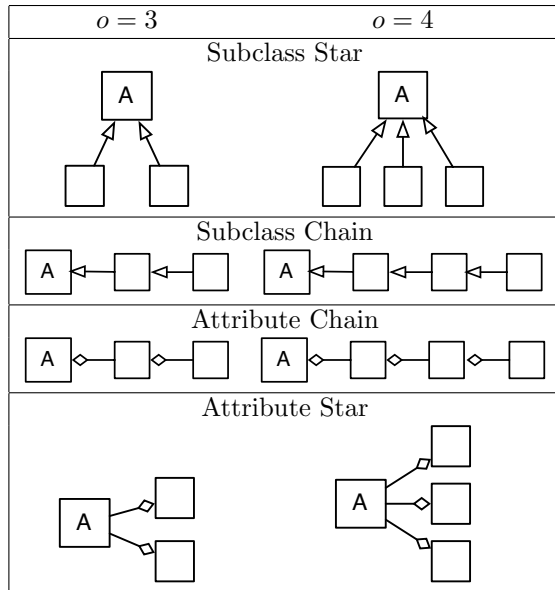 o = 3 o = 4
Subclass Star
A A
Subclass Chain
A A
Attribute Chain
A A
Attribute Star
A
A